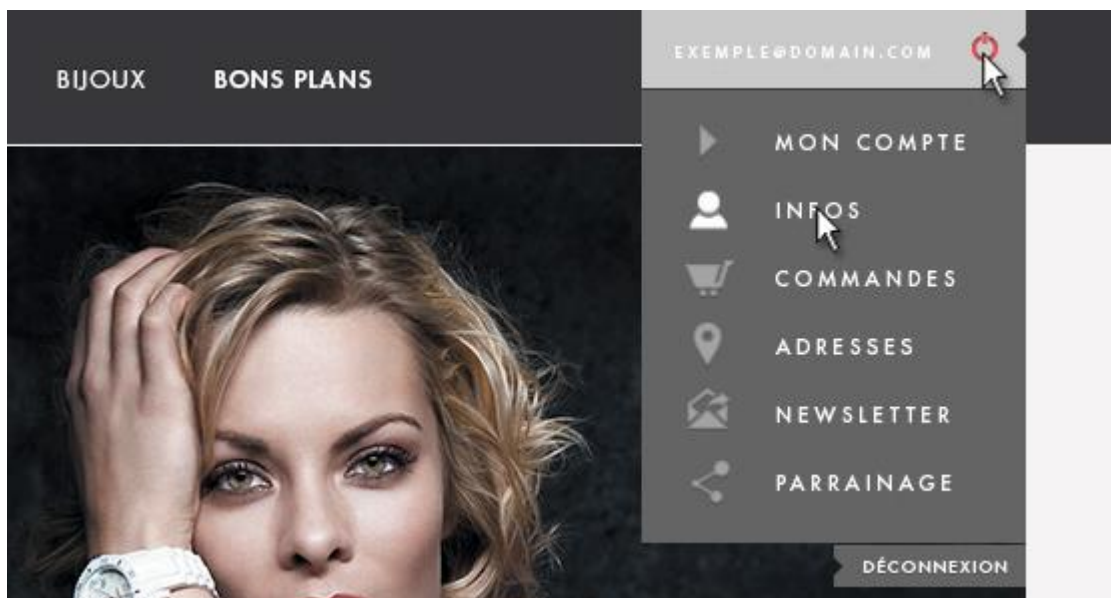 BIJOUX BONS PLANS
EXEMPLE@DOMAIN.COM
MON COMPTE
INFOS
COMMANDES
ADRESSES
NEWSLETTER
PARRAINAGE
DÉCONNEXION